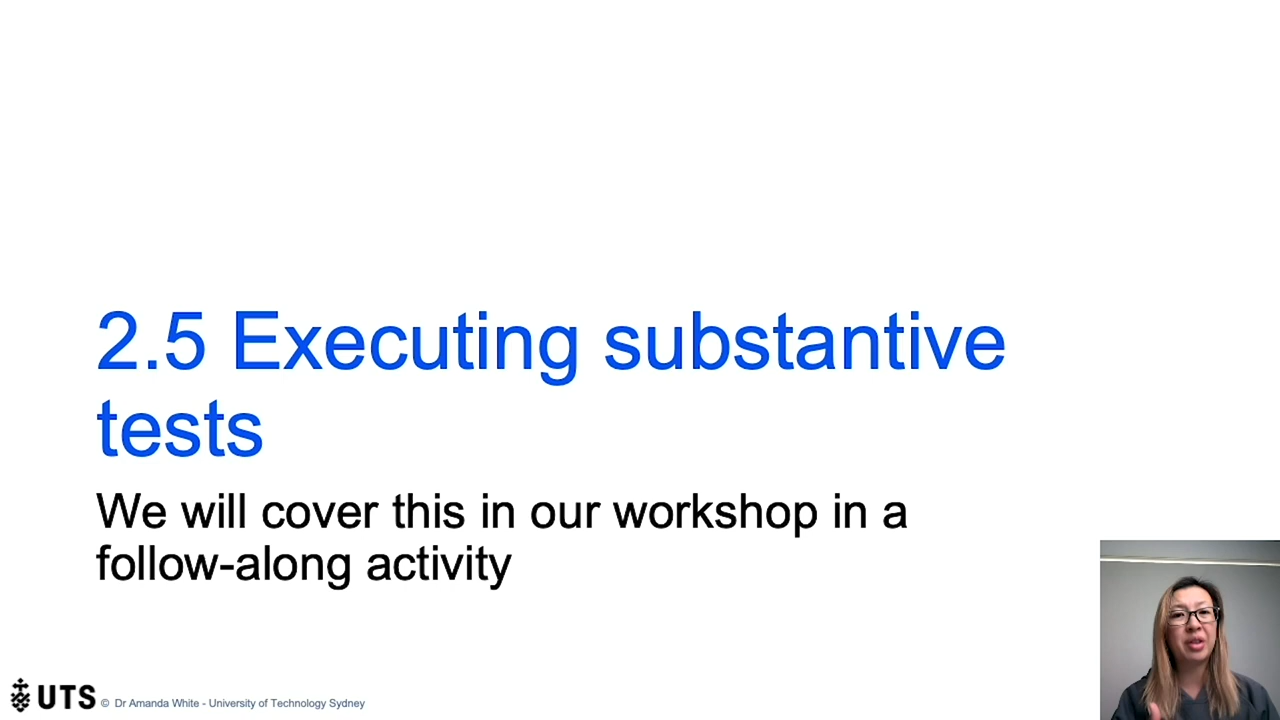 2.5 Executing substantive
tests
We will cover this in our workshop in a
follow-along activity
UTS © Dr Amanda White - University of Technology Sydney